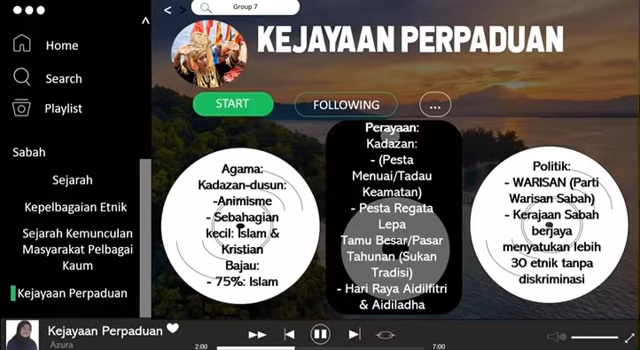 Group 7
KEJAYAAN PERPADUAN
START
FOLLOWING
...
Home
Search
Playlist
Sabah
Sejarah
Kepelbagaian Etnik
Sejarah Kemunculan
Masyarakat Pelbagai
Kaum
Kejayaan Perpaduan
Agama:
Kadazan-dusun:
-Animisme
- Sebahagian
kecil: Islam &
Kristian
Bajau:
- 75%: Islam
Perayaan:
Kadazan:
- (Pesta
Menuai/Tadau
Keamatan)
- Pesta Regata
Lepa
Tamu Besar/Pasar
Tahunan (Sukan
Tradisi)
- Hari Raya Aidilfitri
& Aidiladha
Politik:
- WARISAN (Parti
Warisan Sabah)
- Kerajaan Sabah
berjaya
menyatukan lebih
30 etnik tanpa
diskriminasi
Kejayaan Perpaduan
Azura
2:00
7:00